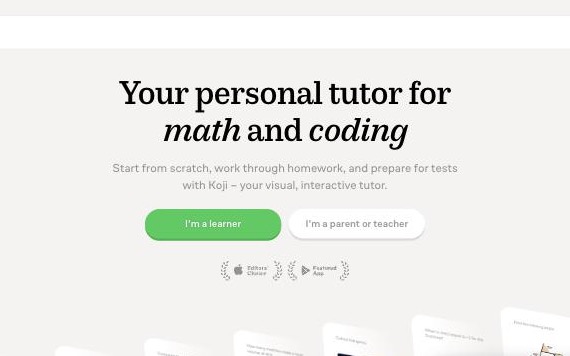 Your personal tutor for
math and coding
Start from scratch, work through homework, and prepare for tests
with Koji – your visual, interactive tutor.
I'm a learner
I'm a parent or teacher
Editors'
Choice
Featured
App